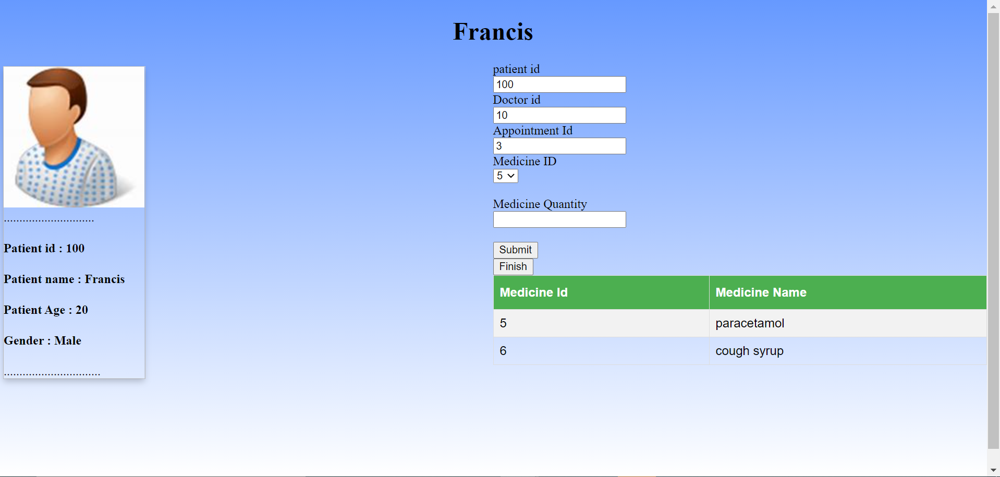 Francis
............................. 
Patient id : 100
Patient name : Francis
Patient Age : 20
Gender : Male
...............................
patient id
100
Doctor id
10
Appointment Id
3
Medicine ID
5
Medicine Quantity
Submit
Finish
Medicine Id Medicine Name
5 paracetamol
6 cough syrup